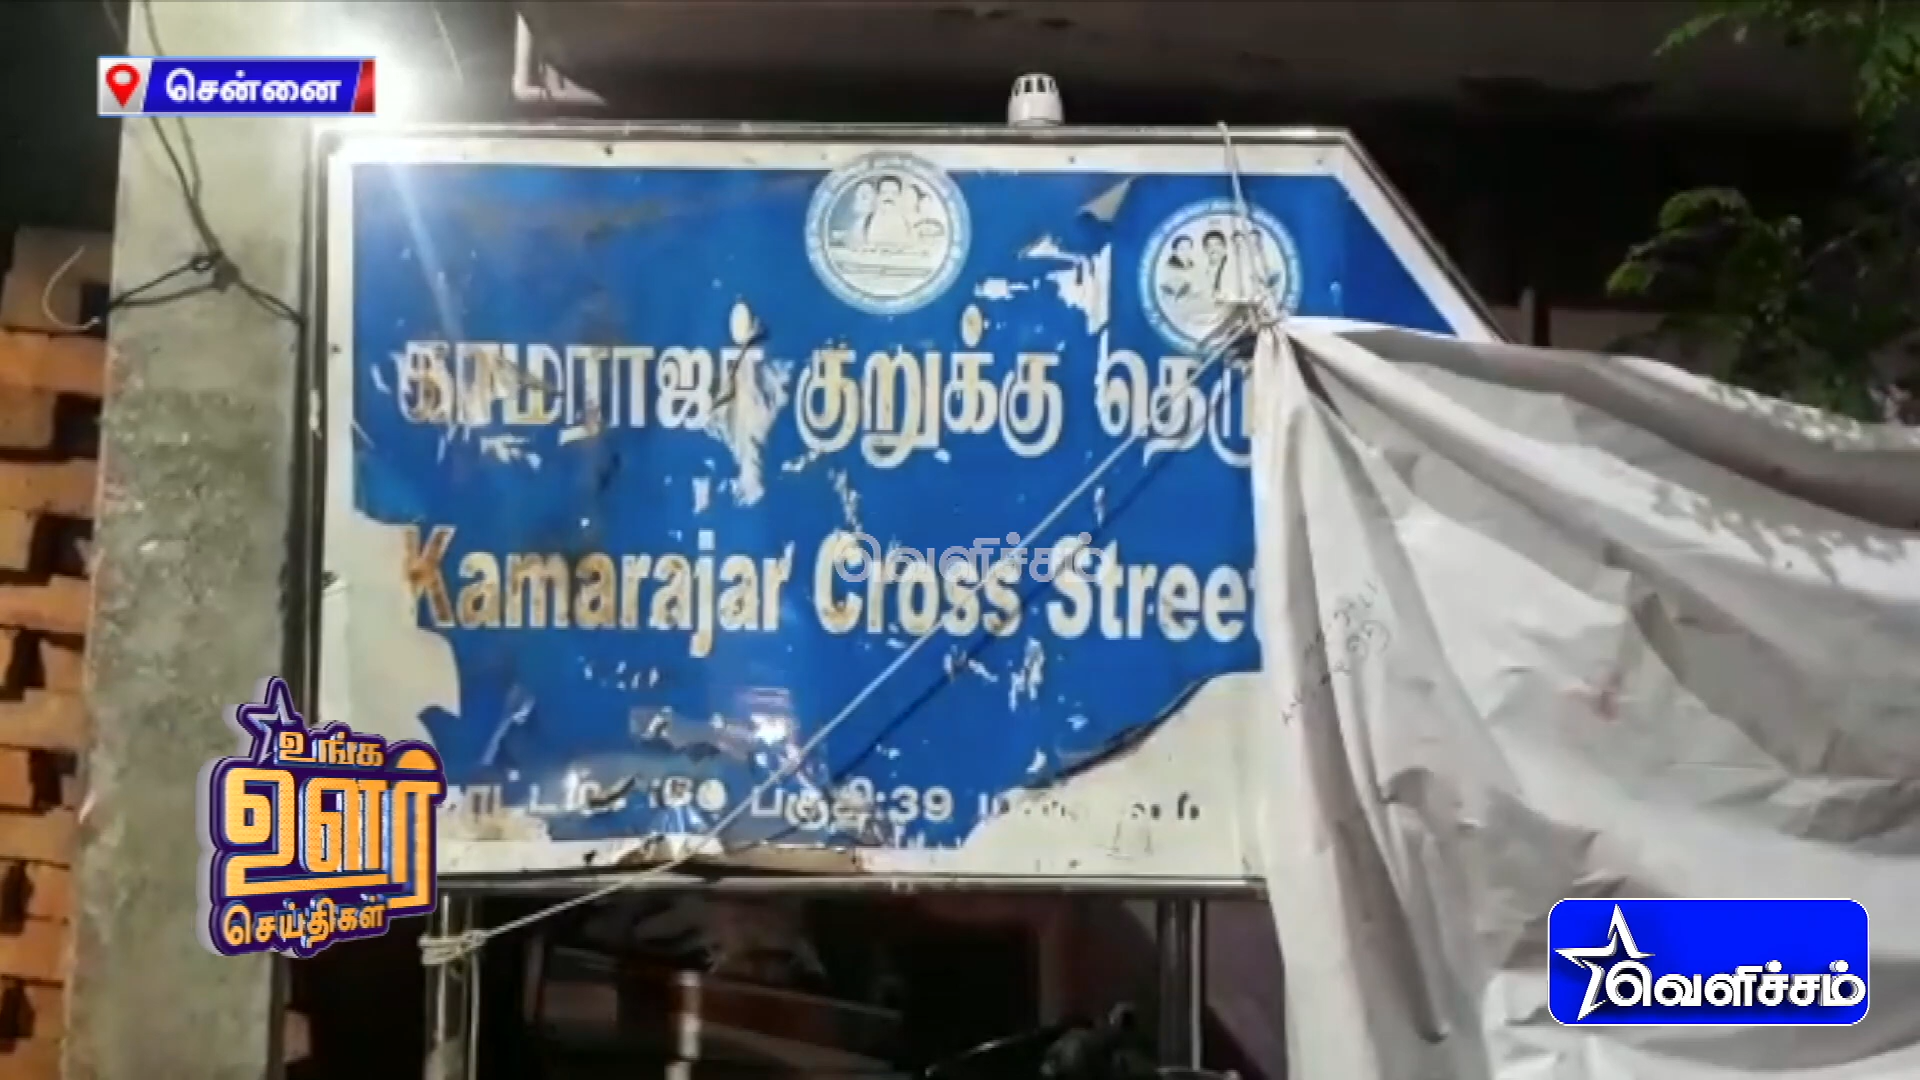 சென்னை
காமராஜர் குறுக்கு தெரு
வெளிச்சம்
Kamarajar Cross Street
பகுதி:39
உங்க
ஊர்
செய்திகள்
வெளிச்சம்